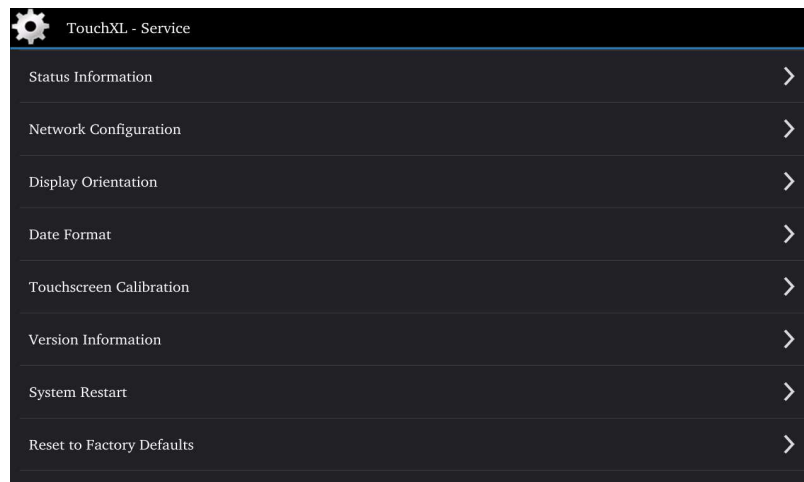 TouchXL - Service
Status Information
Network Configuration
Display Orientation
Date Format
Touchscreen Calibration
Version Information
System Restart
Reset to Factory Defaults